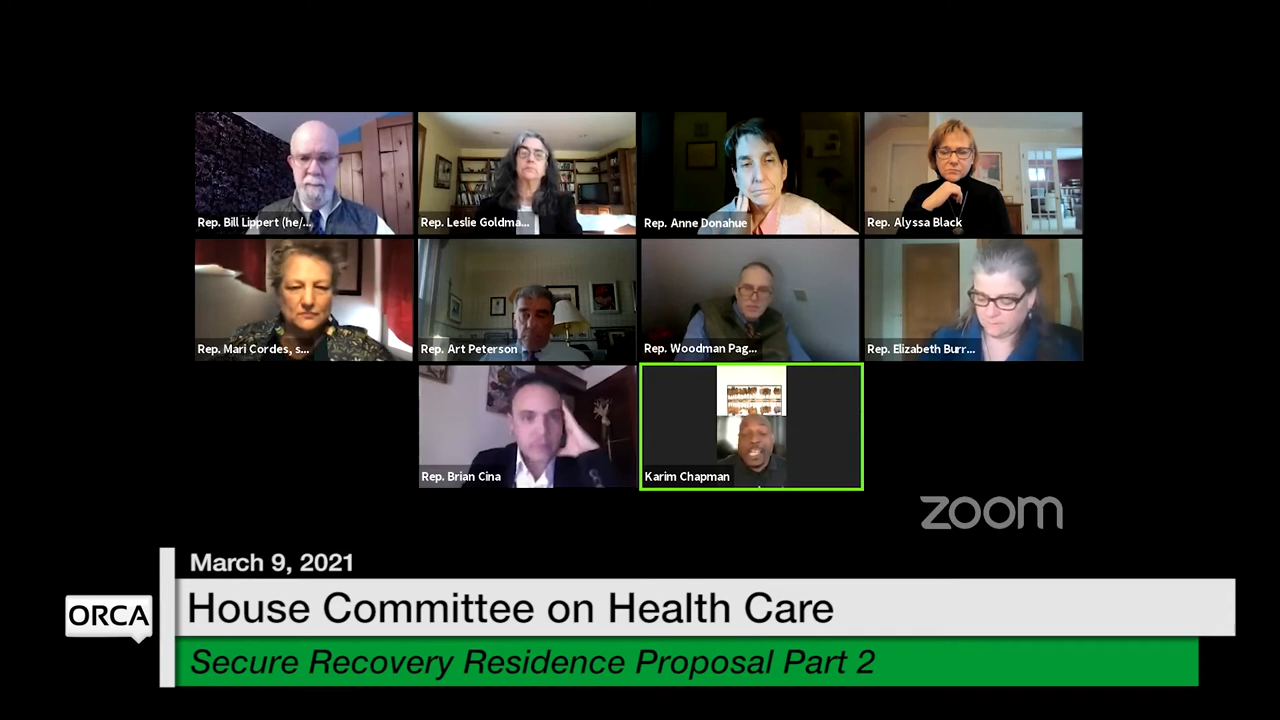 Rep. Bill Lippert (he/...
Rep. Leslie Goldma...
Rep. Anne Donahue
Rep. Alyssa Black
Rep. Mari Cordes, s...
Rep. Art Peterson
Rep. Woodman Pag...
Rep. Elizabeth Burr...
Rep. Brian Cina
Karim Chapman
zoom
March 9, 2021
ORCA
House Committee on Health Care
Secure Recovery Residence Proposal Part 2